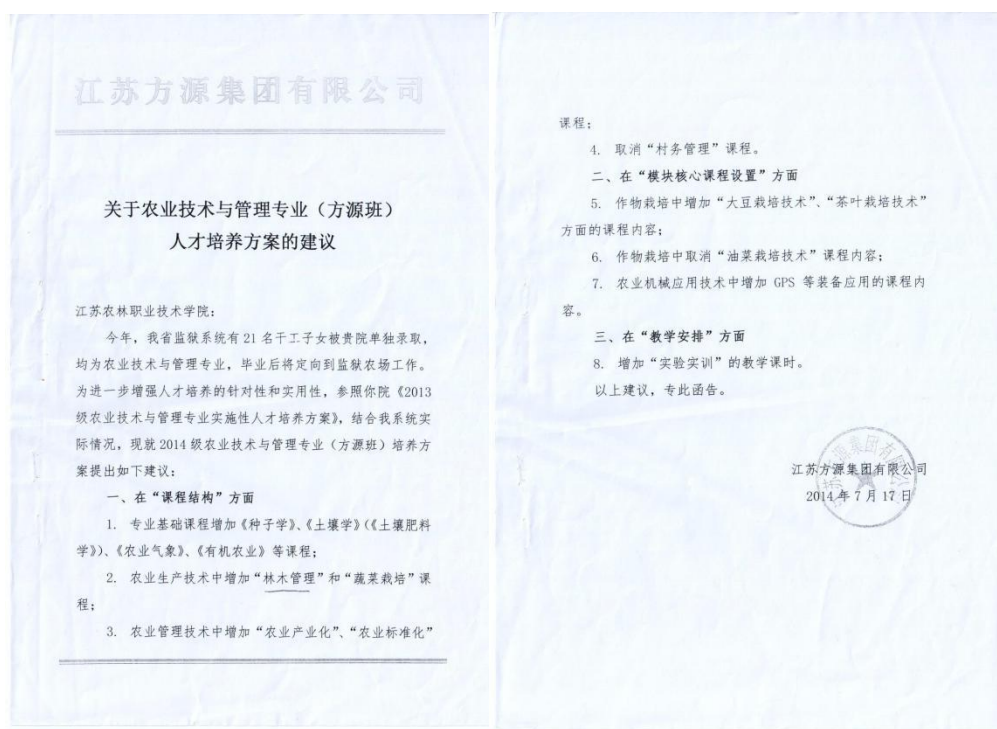 江苏方源集团有限公司
关于农业技术与管理专业（方源班）
人才培养方案的建议
江苏农林职业技术学院：
今年，我省监狱系统有21名干工子女被贵院单独录取，
均为农业技术与管理专业，毕业后将定向到监狱农场工作。
为进一步增强人才培养的针对性和实用性，参照你院《2013
级农业技术与管理专业实施性人才培养方案》，结合我系统实
际情况，现就2014级农业技术与管理专业（方源班）培养方
案提出如下建议：
一、在“课程结构”方面
1. 专业基础课程增加《种子学》、《土壤学》(《土壤肥料
学》)、《农业气象》、《有机农业》等课程；
2. 农业生产技术中增加“林木管理”和“蔬菜栽培”课
程；
3. 农业管理技术中增加“农业产业化”、“农业标准化”
课程；
4. 取消“村务管理”课程。
二、在“模块核心课程设置”方面
5. 作物栽培中增加“大豆栽培技术”、“茶叶栽培技术”
方面的课程内容；
6. 作物栽培中取消“油菜栽培技术”课程内容；
7. 农业机械应用技术中增加 GPS 等装备应用的课程内
容。
三、在“教学安排”方面
8. 增加“实验实训”的教学课时。
以上建议，专此函告。
江苏方源集团有限公司
2014年7月17日